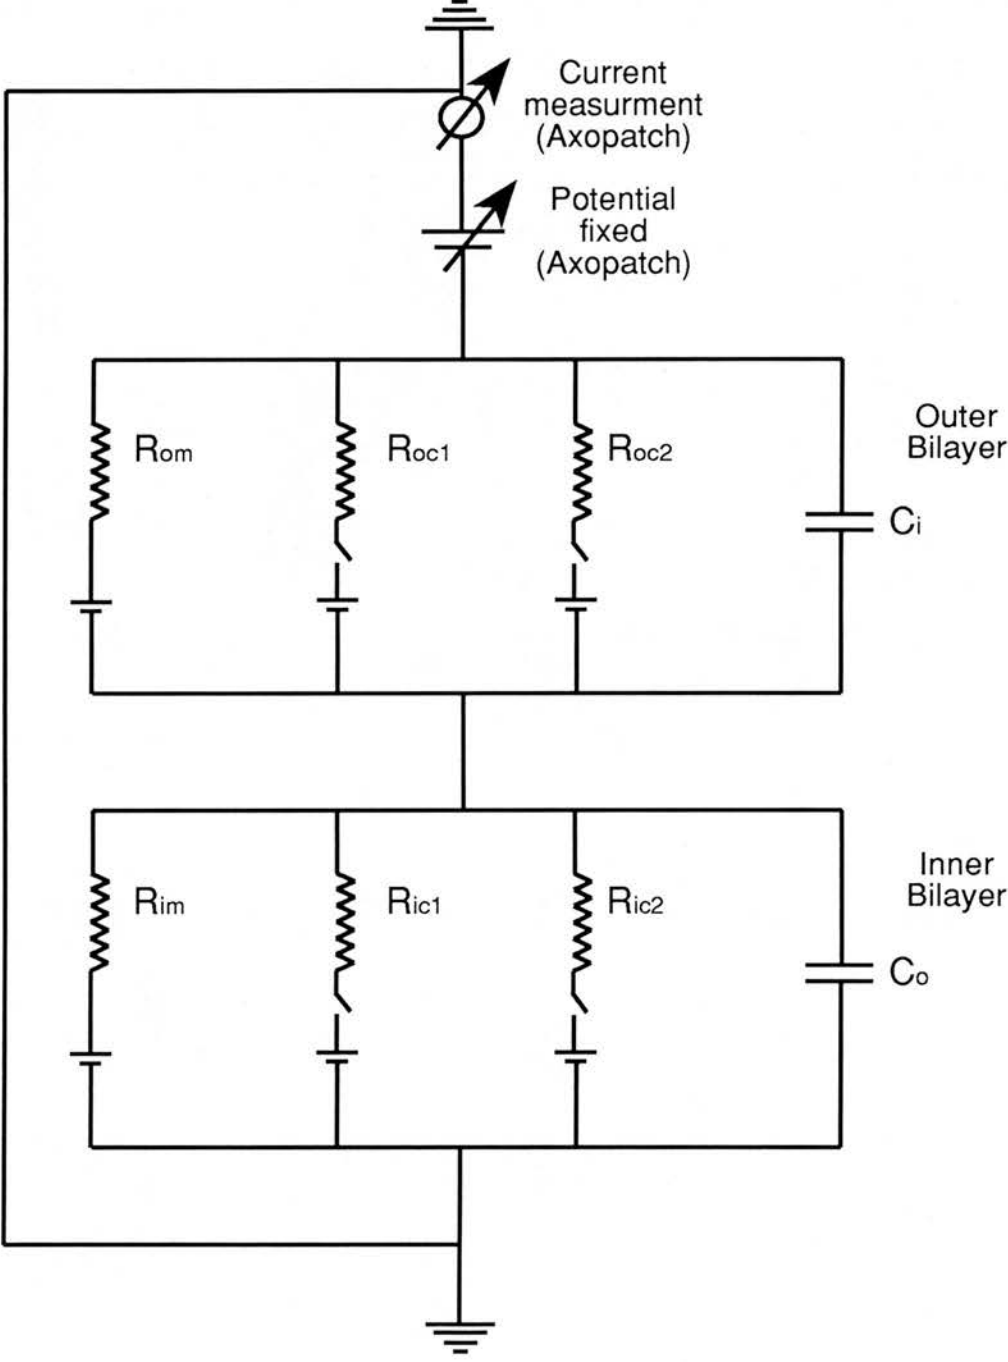 Current
measurment
(Axopatch)
Potential
fixed
(Axopatch)
Outer
Bilayer
Rom
Roc1
Roc2
Ci
Inner
Bilayer
Rim
Ric1
Ric2
Co